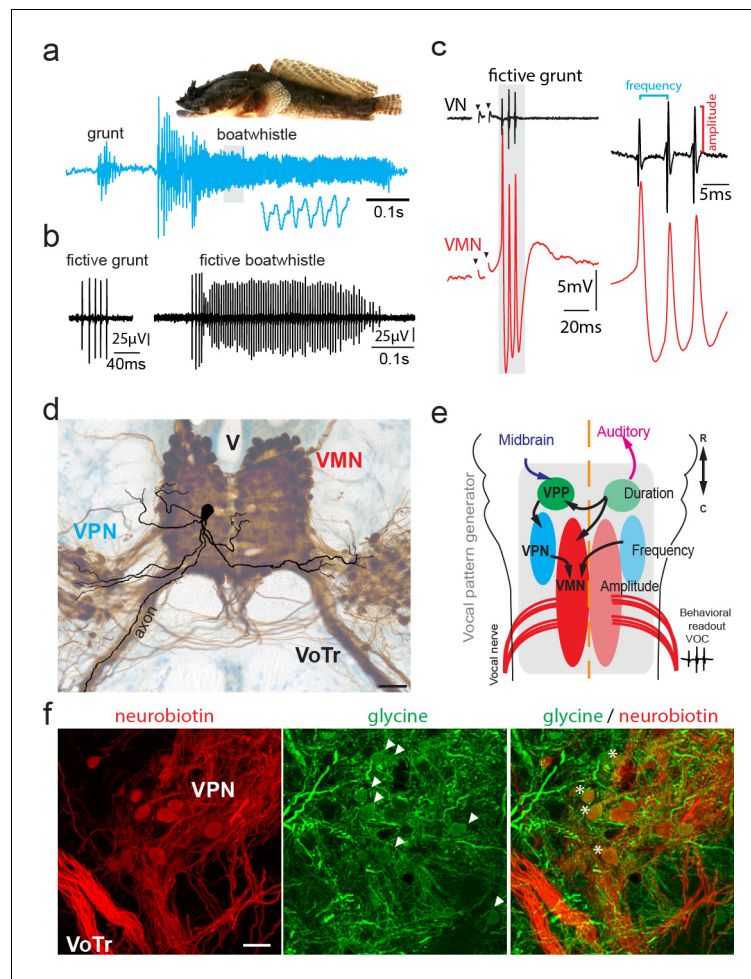 a
grunt
boatwhistle
0.1s
b
fictive grunt
fictive boatwhistle
25µV
40ms
25µV
0.1s
c
fictive grunt
VN
VMN
5mV
20ms
frequency
amplitude
5ms
d
V
VMN
VPN
axon
VoTr
e
Midbrain
Auditory
R
C
VPP
Duration
VPN
Frequency
VMN
Amplitude
Vocal pattern generator
Vocal nerve
Behavioral
readout
VOC
f
neurobiotin
glycine
glycine / neurobiotin
VPN
VoTr
* * * *